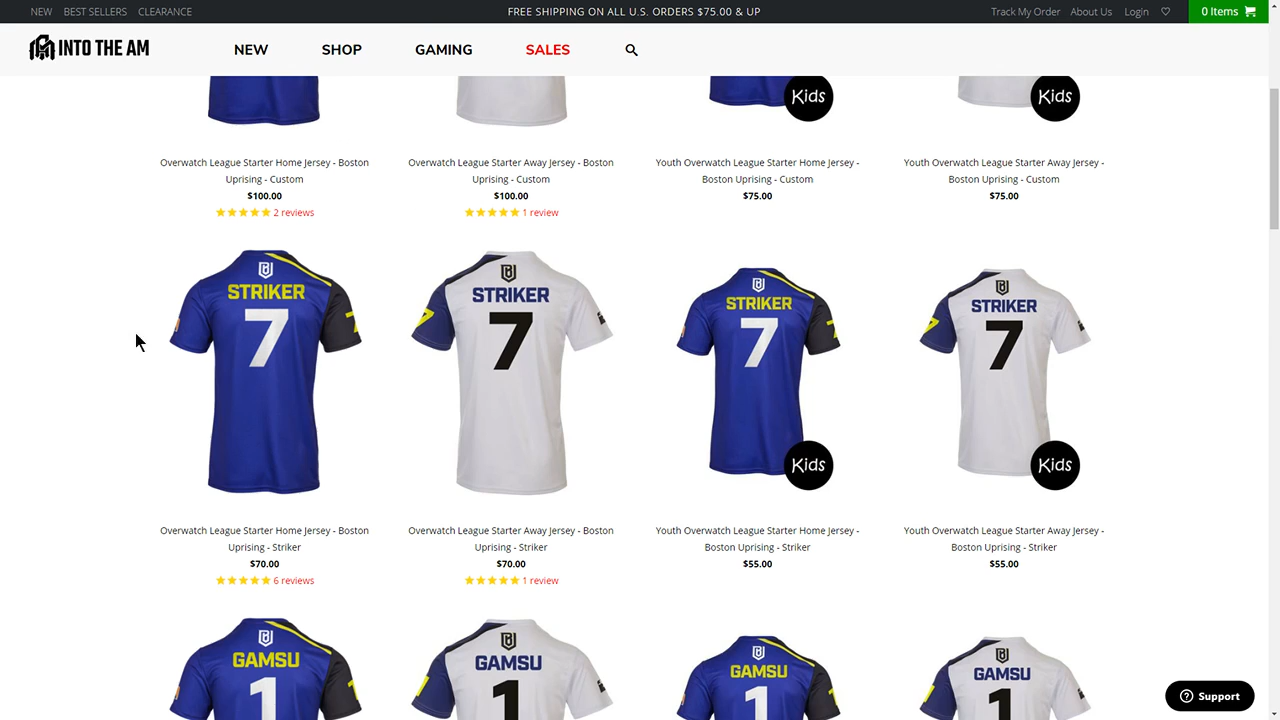 NEW BEST SELLERS CLEARANCE
FREE SHIPPING ON ALL U.S. ORDERS $75.00 & UP
Track My Order About Us Login
0 Items
INTO THE AM
NEW SHOP GAMING SALES
Kids
Kids
Overwatch League Starter Home Jersey - Boston
Uprising - Custom
$100.00
2 reviews
Overwatch League Starter Away Jersey - Boston
Uprising - Custom
$100.00
1 review
Youth Overwatch League Starter Home Jersey -
Boston Uprising - Custom
$75.00
Youth Overwatch League Starter Away Jersey -
Boston Uprising - Custom
$75.00
STRIKER
7
7
STRIKER
7
7
STRIKER
7
7
Kids
STRIKER
7
7
Kids
Overwatch League Starter Home Jersey - Boston
Uprising - Striker
$70.00
6 reviews
Overwatch League Starter Away Jersey - Boston
Uprising - Striker
$70.00
1 review
Youth Overwatch League Starter Home Jersey -
Boston Uprising - Striker
$55.00
Youth Overwatch League Starter Away Jersey -
Boston Uprising - Striker
$55.00
GAMSU
1
GAMSU
1
GAMSU
1
GAMSU
1
Support